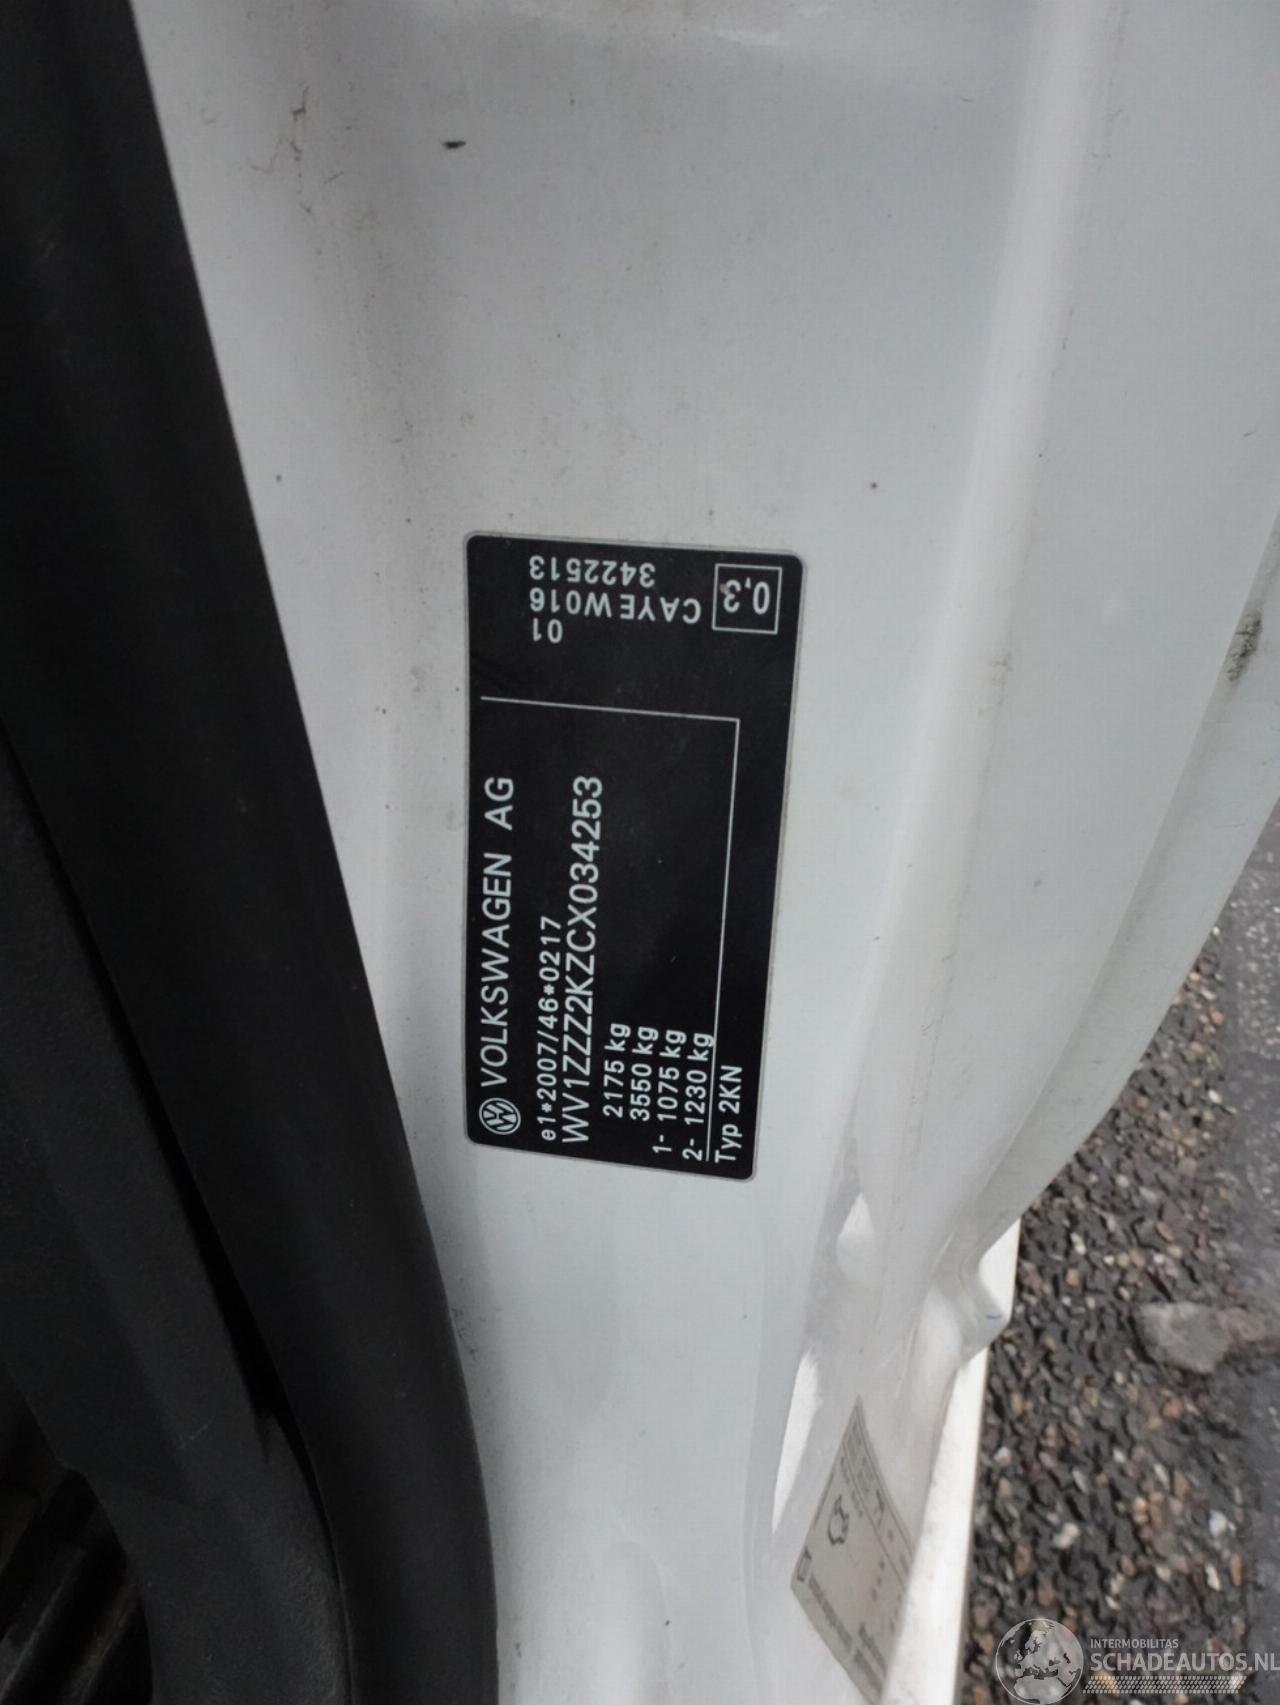 VOLKSWAGEN AG
e1*2007/46*0217
WV1ZZZ2KZCX034253
2175 kg
3550 kg
1- 1075 kg
2- 1230 kg
Typ 2KN
01
CAYE W016
3422513
0,3
INTERMOBILITAS
SCHADEAUTOS.NL